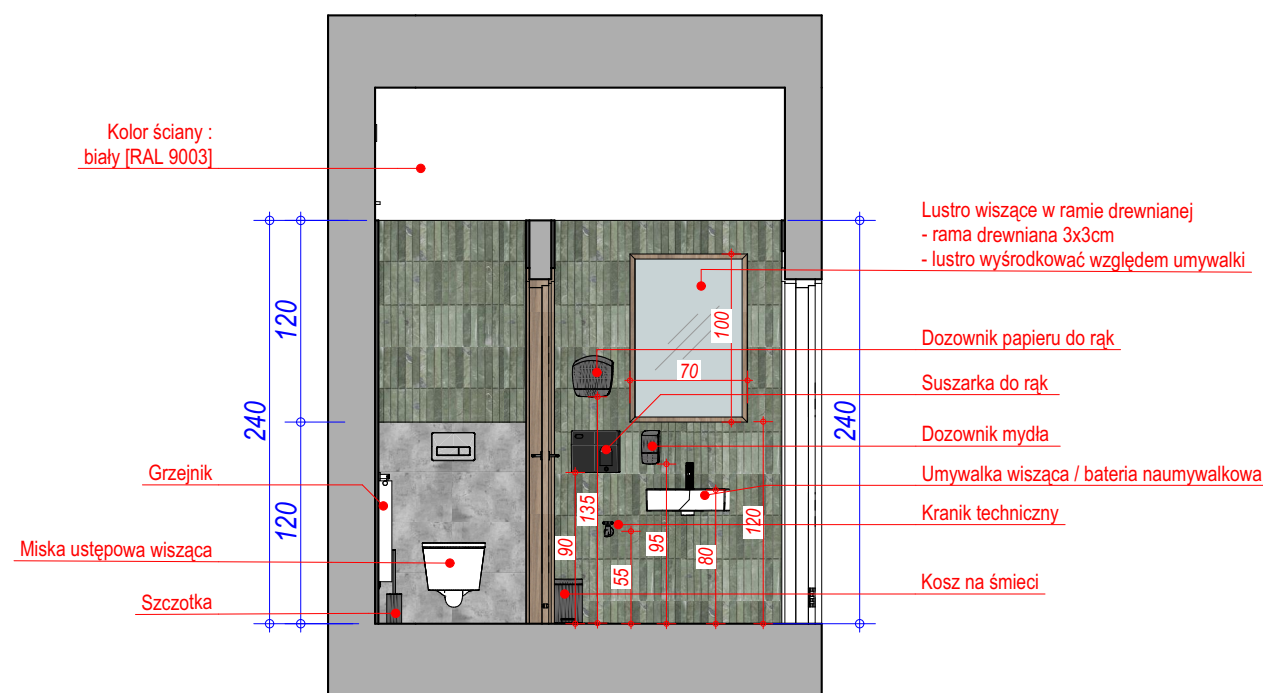 Kolor ściany :
biały [RAL 9003]
Lustro wiszące w ramie drewnianej
- rama drewniana 3x3cm
- lustro wyśrodkować względem umywalki
120
100
Dozownik papieru do rąk
70
Suszarka do rąk
240
240
Dozownik mydła
Grzejnik
Umywalka wisząca / bateria naumywalkowa
135
120
120
Kranik techniczny
90
95
80
Miska ustępowa wisząca
55
Kosz na śmieci
Szczotka